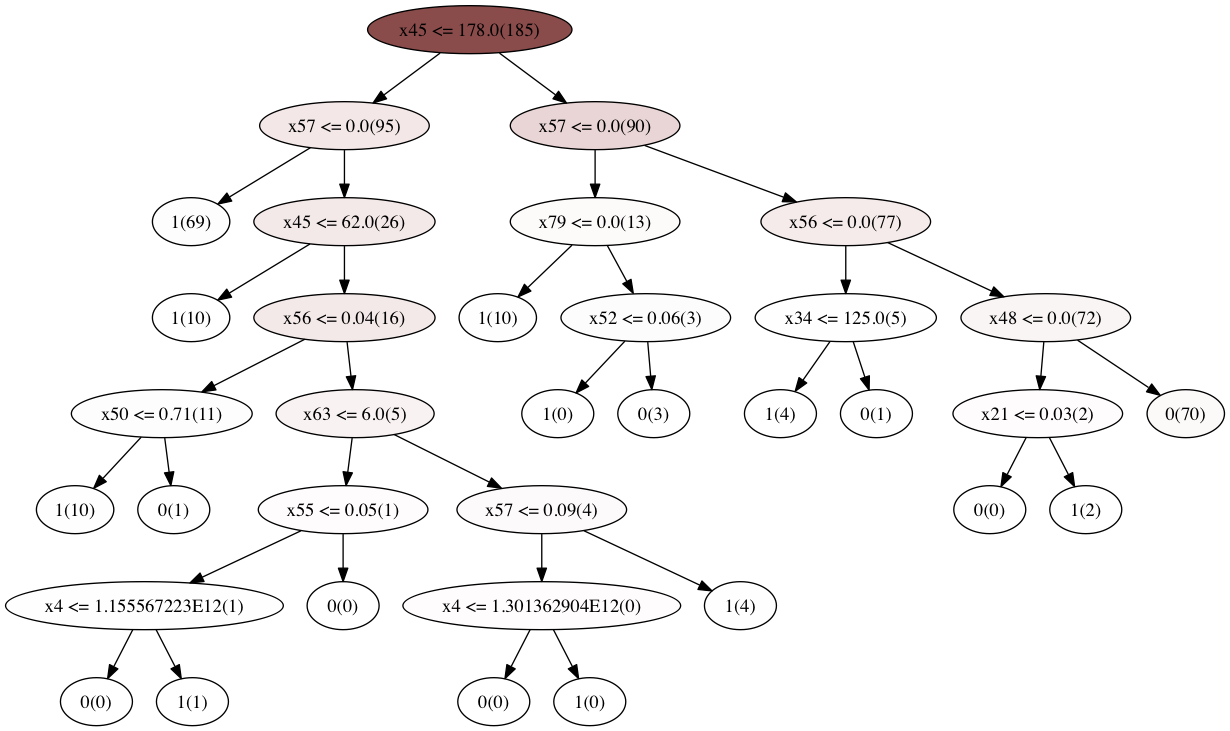 x45 <= 178.0(185)
x57 <= 0.0(95)
x57 <= 0.0(90)
1(69)
x45 <= 62.0(26)
x79 <= 0.0(13)
x56 <= 0.0(77)
1(10)
x56 <= 0.04(16)
1(10)
x52 <= 0.06(3)
x34 <= 125.0(5)
x48 <= 0.0(72)
x50 <= 0.71(11)
x63 <= 6.0(5)
1(0)
0(3)
1(4)
0(1)
x21 <= 0.03(2)
0(70)
1(10)
0(1)
x55 <= 0.05(1)
x57 <= 0.09(4)
0(0)
1(2)
x4 <= 1.155567223E12(1)
0(0)
x4 <= 1.301362904E12(0)
1(4)
0(0)
1(1)
0(0)
1(0)